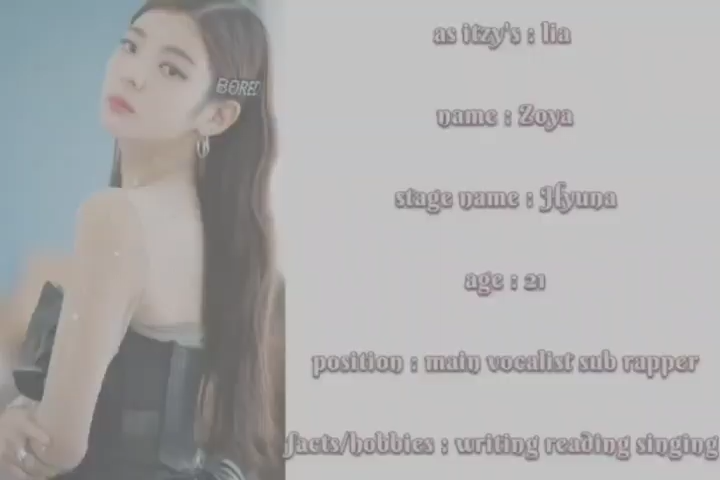 BORED
as itzy's : lia
name : Zoya
stage name : Hyuna
age : 21
position : main vocalist sub rapper
facts/hobbies : writing reading singing